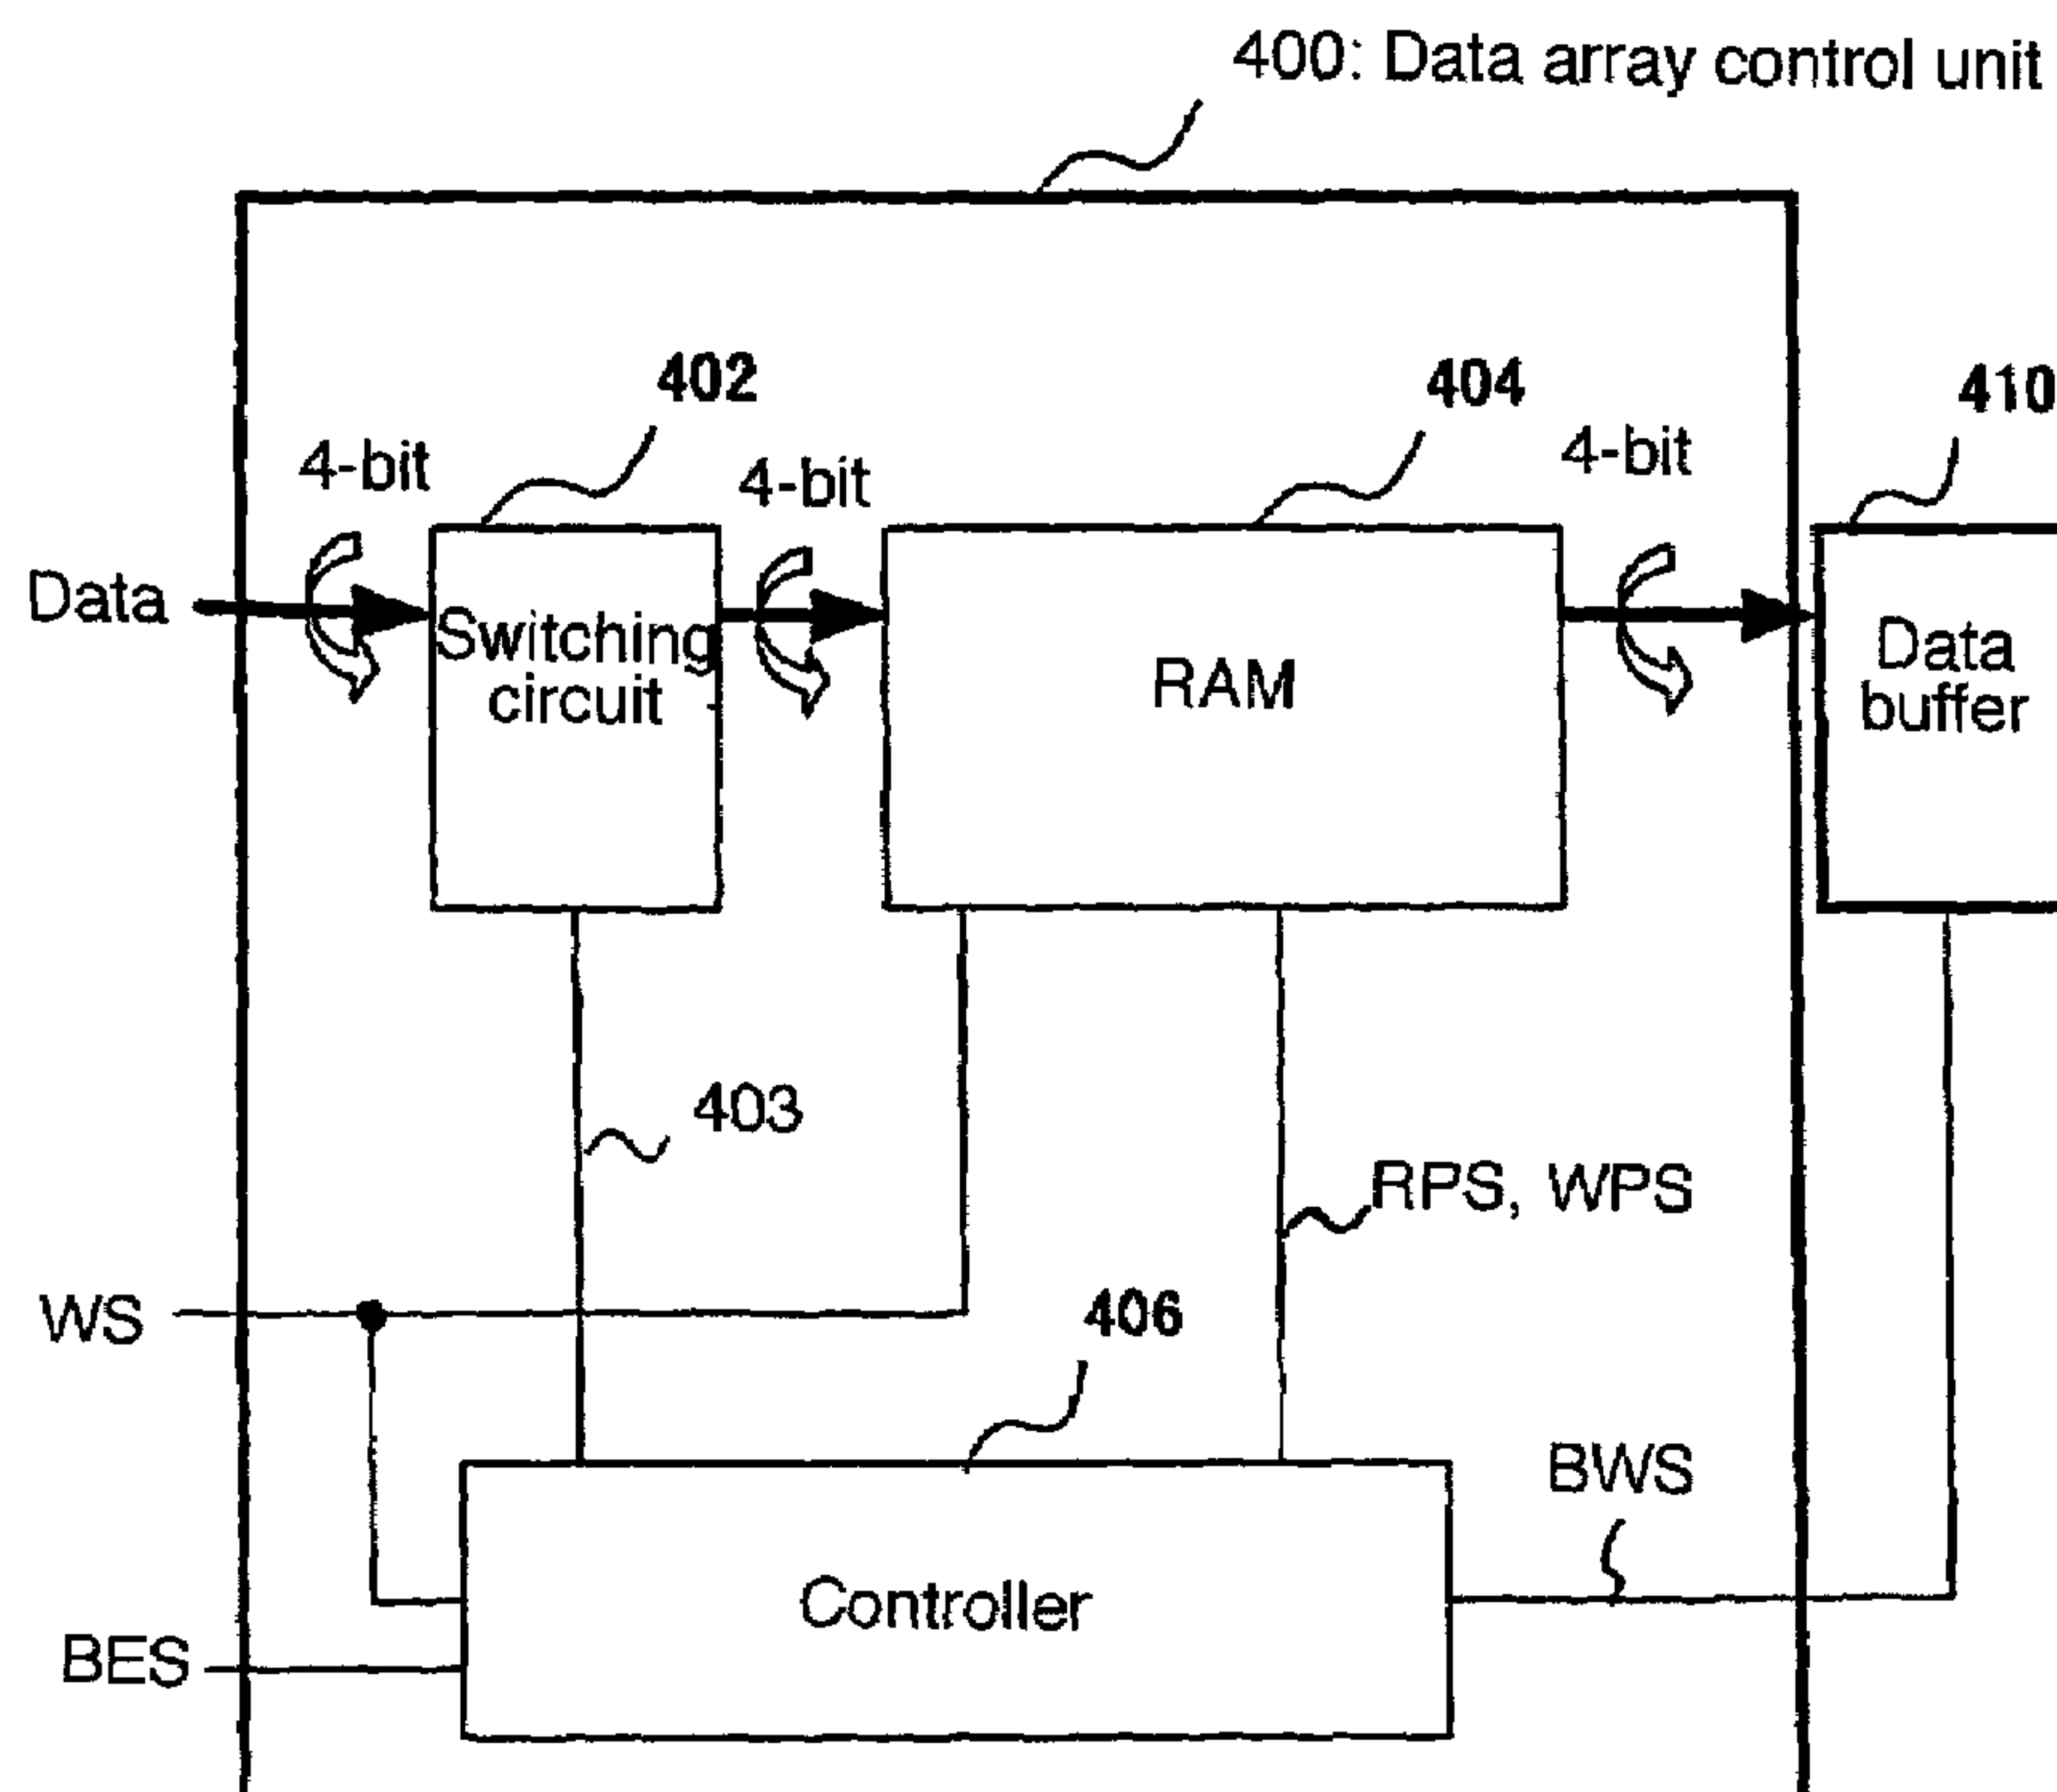 400: Data array control unit
402
404
410
4-bit
4-bit
4-bit
Data
Switching
circuit
RAM
Data
buffer
403
RPS, WPS
WS
406
BWS
Controller
BES